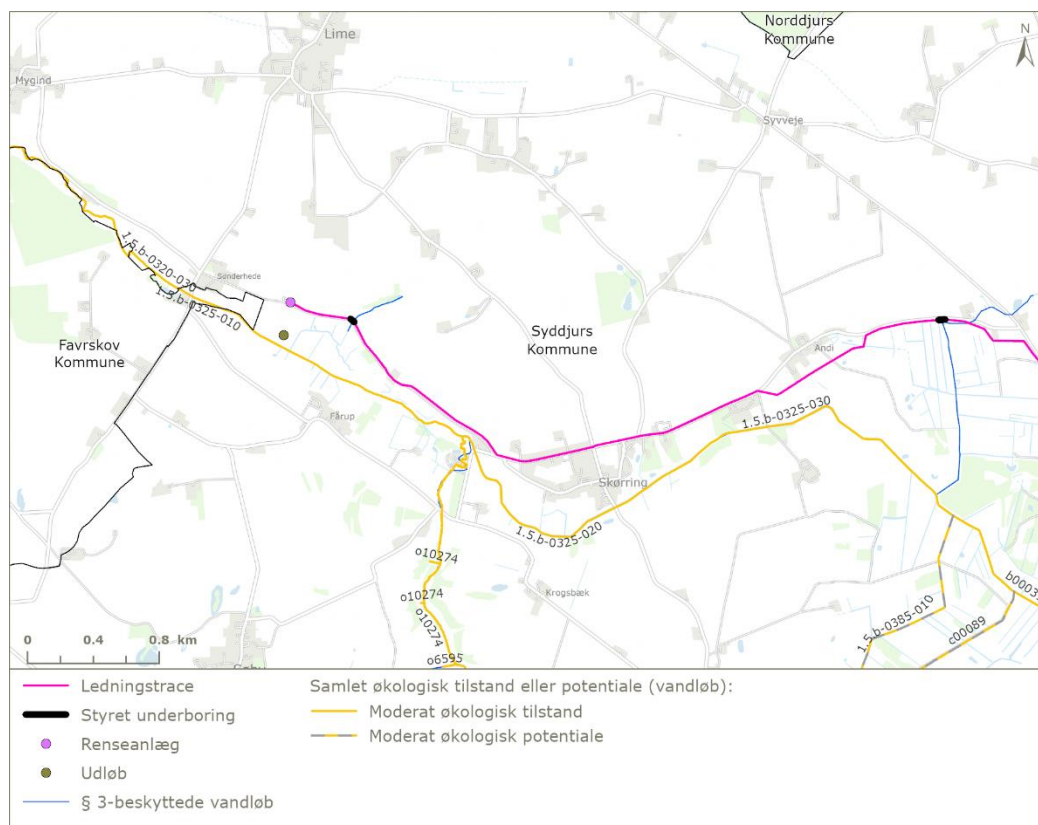 Norddjurs
Kommune
N
Lime
Mygind
Syvveje
1.5.b-0320-030
Sønderhede
1.5.b-0325-010
Syddjurs
Kommune
Favrskov
Kommune
Andi
Fårup
1.5.b-0325-030
Skørring
1.5.b-0325-020
o10274
o10274
o10274
o6595
Krogsbæk
b0003
1.5.b-0385-010
c00089
0 0.4 0.8 km
Ledningstrace
Styret underboring
Renseanlæg
Udløb
§ 3-beskyttede vandløb
Samlet økologisk tilstand eller potentiale (vandløb):
Moderat økologisk tilstand
Moderat økologisk potentiale